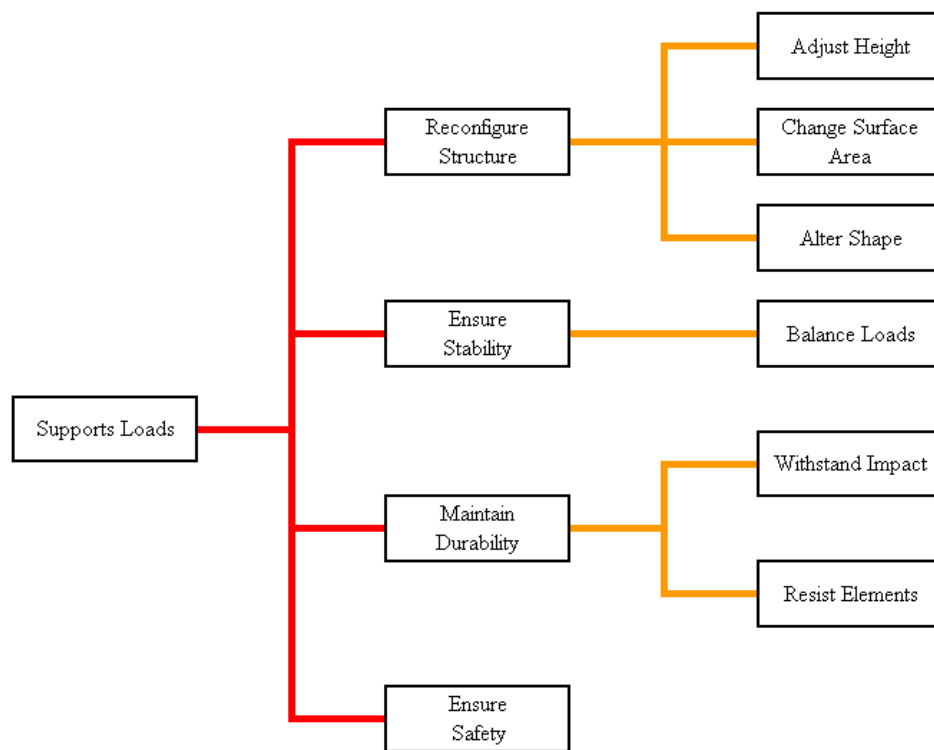 Adjust Height
Reconfigure
Structure
Change Surface
Area
Alter Shape
Ensure
Stability
Balance Loads
Supports Loads
Withstand Impact
Maintain
Durability
Resist Elements
Ensure
Safety